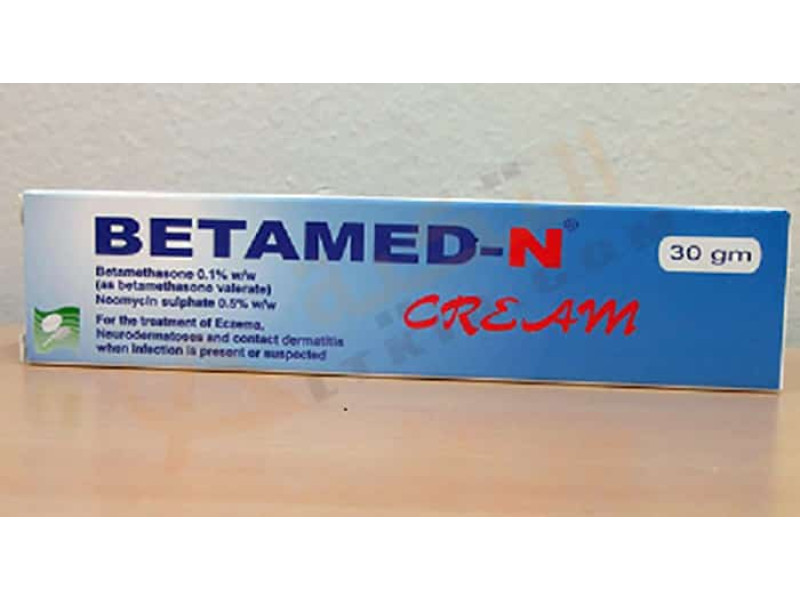 BETAMED-N®
30 gm
Betamethasone 0.1% w/w
(as betamethasone valerate)
Neomycin sulphate 0.5% w/w
CREAM
For the treatment of Eczema,
Neurodermatoses and contact dermatitis
when infection is present or suspected